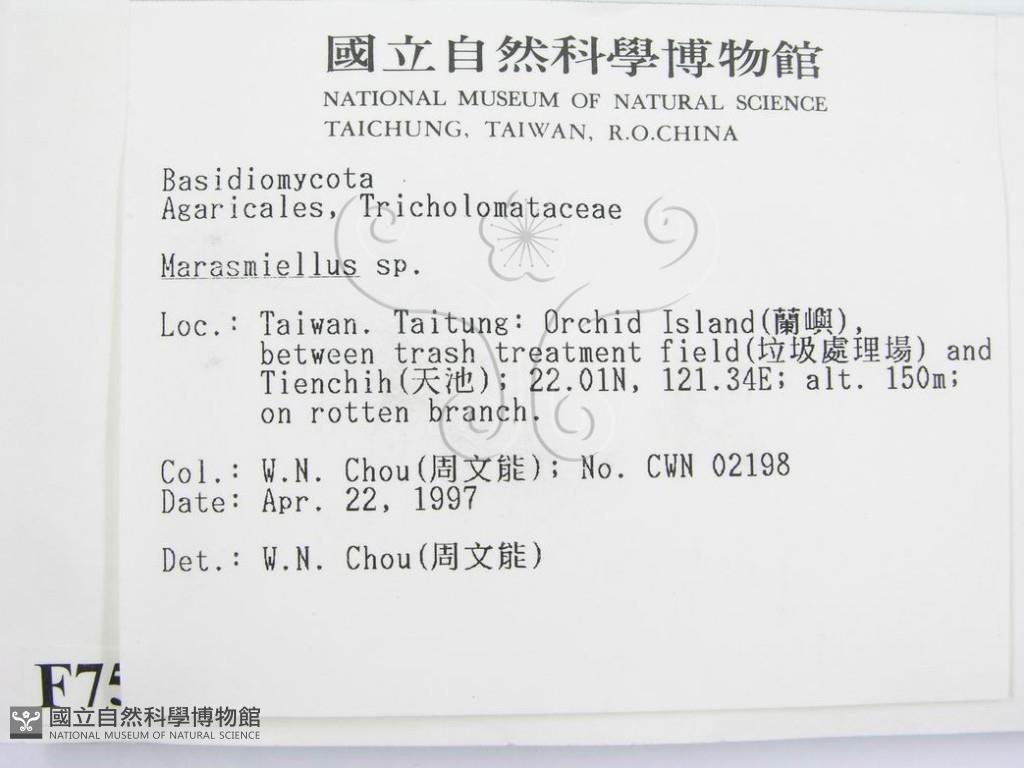 國立自然科學博物館
NATIONAL MUSEUM OF NATURAL SCIENCE
TAICHUNG, TAIWAN, R.O.CHINA
Basidiomycota
Agaricales, Tricholomataceae
Marasmiellus sp.
Loc.: Taiwan. Taitung: Orchid Island(蘭嶼),
between trash treatment field(垃圾處理場) and
Tienchih(天池); 22.01N, 121.34E; alt. 150m;
on rotten branch.
Col.: W.N. Chou(周文能); No. CWN 02198
Date: Apr. 22, 1997
Det.: W.N. Chou(周文能)
F75
國立自然科學博物館
NATIONAL MUSEUM OF NATURAL SCIENCE